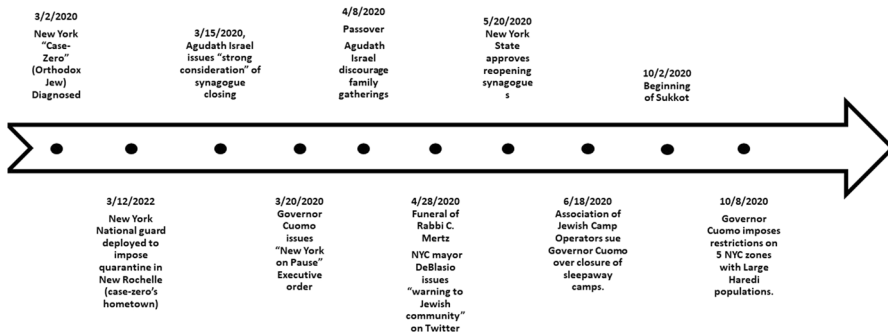 3/2/2020
New York
“Case-
Zero”
(Orthodox
Jew)
Diagnosed
3/15/2020,
Agudath Israel
issues “strong
consideration” of
synagogue
closing
4/8/2020
Passover
Agudath
Israel
discourage
family
gatherings
5/20/2020
New York
State
approves
reopening
synagogue
s
10/2/2020
Beginning
of Sukkot
3/12/2022
New York
National guard
deployed to
impose
quarantine in
New Rochelle
(case-zero’s
hometown)
3/20/2020
Governor
Cuomo
issues
“New York
on Pause”
Executive
order
4/28/2020
Funeral of
Rabbi C.
Mertz
NYC mayor
DeBlasio
issues
“warning to
Jewish
community”
on Twitter
6/18/2020
Association of
Jewish Camp
Operators sue
Governor Cuomo
over closure of
sleepaway
camps.
10/8/2020
Governor
Cuomo imposes
restrictions on
5 NYC zones
with Large
Haredi
populations.